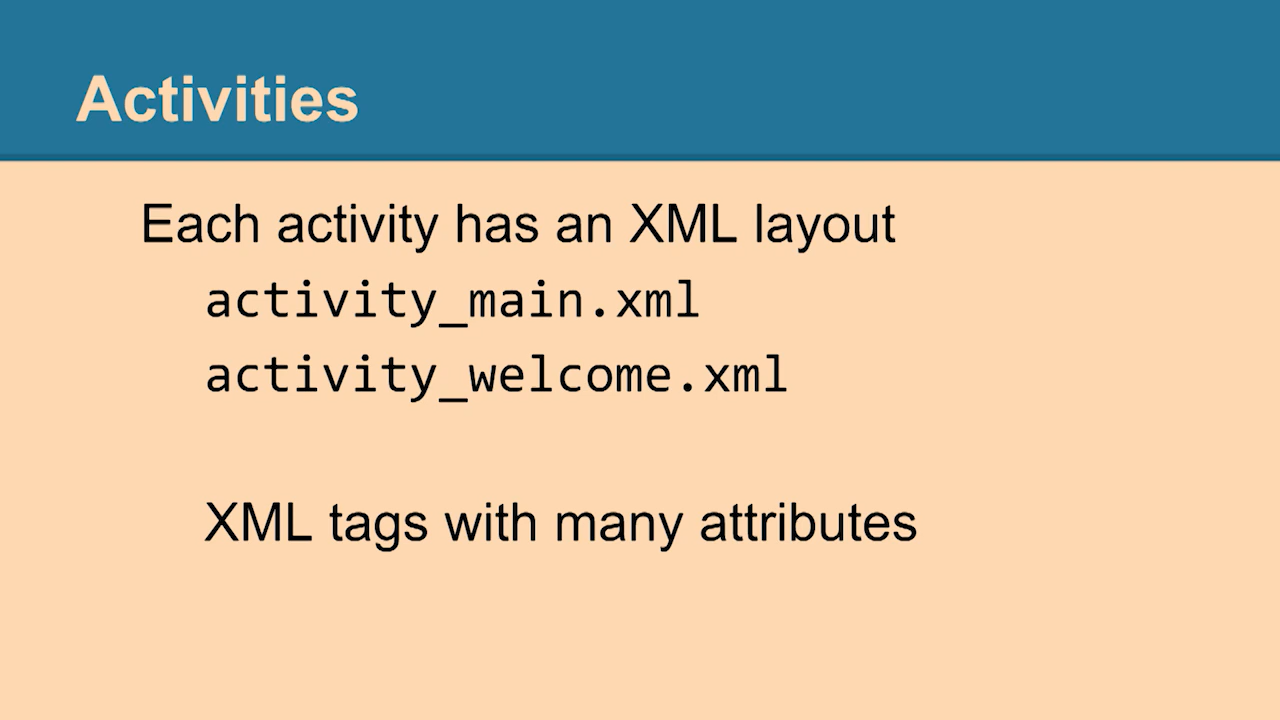 Activities
Each activity has an XML layout
activity_main.xml
activity_welcome.xml
XML tags with many attributes